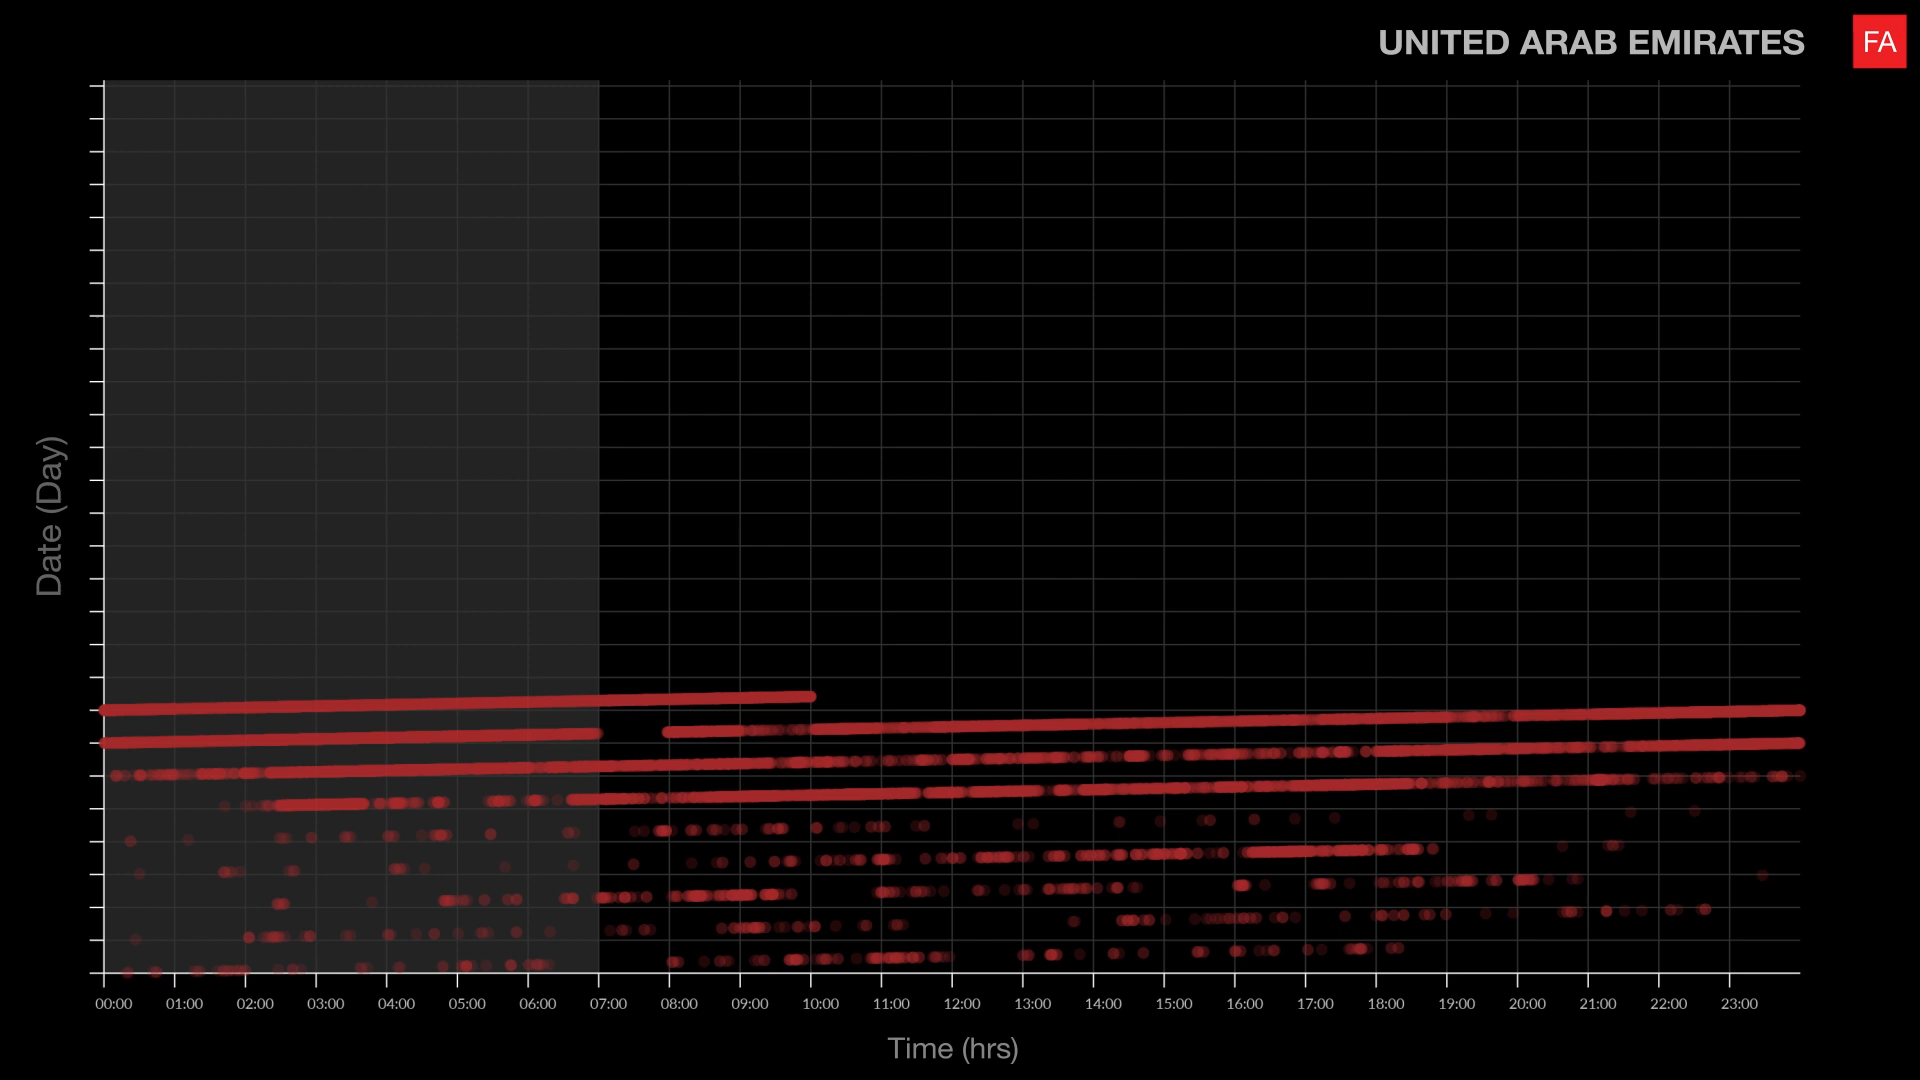 UNITED ARAB EMIRATES
FA
Date (Day)
00:00 01:00 02:00 03:00 04:00 05:00 06:00 07:00 08:00 09:00 10:00 11:00 12:00 13:00 14:00 15:00 16:00 17:00 18:00 19:00 20:00 21:00 22:00 23:00
Time (hrs)